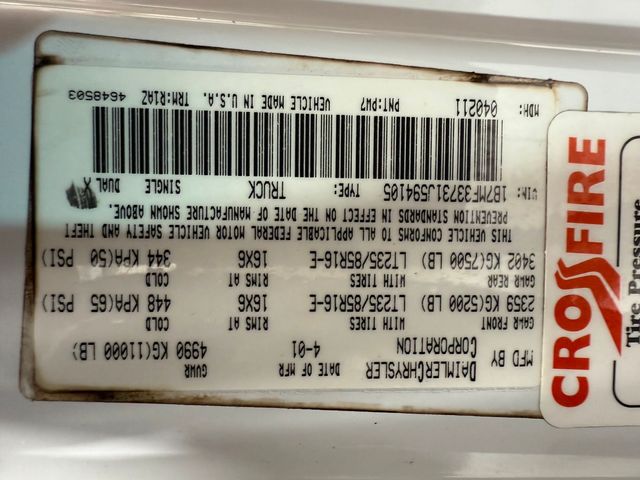 MFD BY DAIMLERCHRYSLER CORPORATION
DATE OF MFR
4-01
GVWR
4990 KG(11000 LB)
GAWR FRONT WITH TIRES RIMS AT COLD
2359 KG(5200 LB) LT235/85R16-E 16X6 448 KPA(65 PSI)
GAWR REAR WITH TIRES RIMS AT COLD
3402 KG(7500 LB) LT235/85R16-E 16X6 344 KPA(50 PSI)
THIS VEHICLE CONFORMS TO ALL APPLICABLE FEDERAL MOTOR VEHICLE SAFETY AND THEFT
PREVENTION STANDARDS IN EFFECT ON THE DATE OF MANUFACTURE SHOWN ABOVE.
VIN: 1B7MF33731J594105 TYPE: TRUCK SINGLE DUAL X
MDH: 040211 PNT:PW7 VEHICLE MADE IN U.S.A. TRM:R1AZ 4648503
CROSSFIRE
Tire Pressure